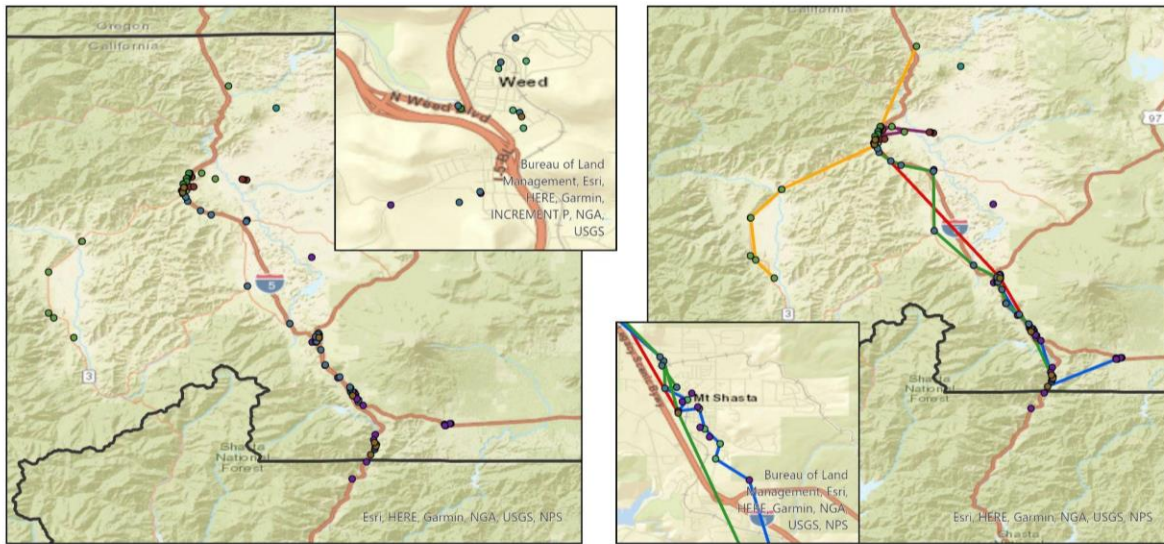 Oregon
California
Weed
N Weed Blvd
Bureau of Land
Management, Esri,
HERE, Garmin,
INCREMENT P, NGA,
USGS
5
3
Shasta
National
Forest
Esri, HERE, Garmin, NGA, USGS, NPS
97
3
Shasta
National
Forest
Mt Shasta
Bureau of Land
Management, Esri,
HERE, Garmin, NGA,
USGS, NPS
Esri, HERE, Garmin, NGA, USGS, NPS
Shasta